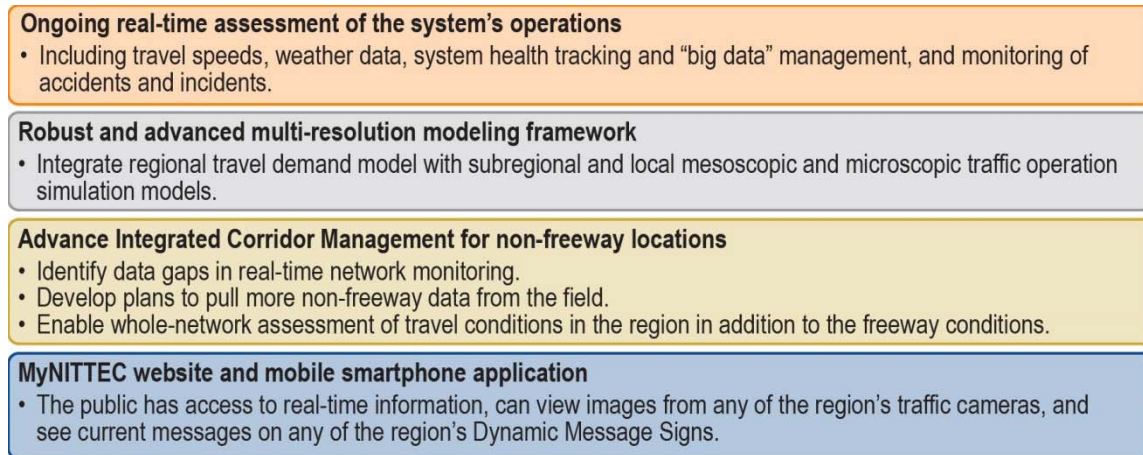 Ongoing real-time assessment of the system’s operations
• Including travel speeds, weather data, system health tracking and “big data” management, and monitoring of
accidents and incidents.
Robust and advanced multi-resolution modeling framework
• Integrate regional travel demand model with subregional and local mesoscopic and microscopic traffic operation
simulation models.
Advance Integrated Corridor Management for non-freeway locations
• Identify data gaps in real-time network monitoring.
• Develop plans to pull more non-freeway data from the field.
• Enable whole-network assessment of travel conditions in the region in addition to the freeway conditions.
MyNITTEC website and mobile smartphone application
• The public has access to real-time information, can view images from any of the region’s traffic cameras, and
see current messages on any of the region’s Dynamic Message Signs.